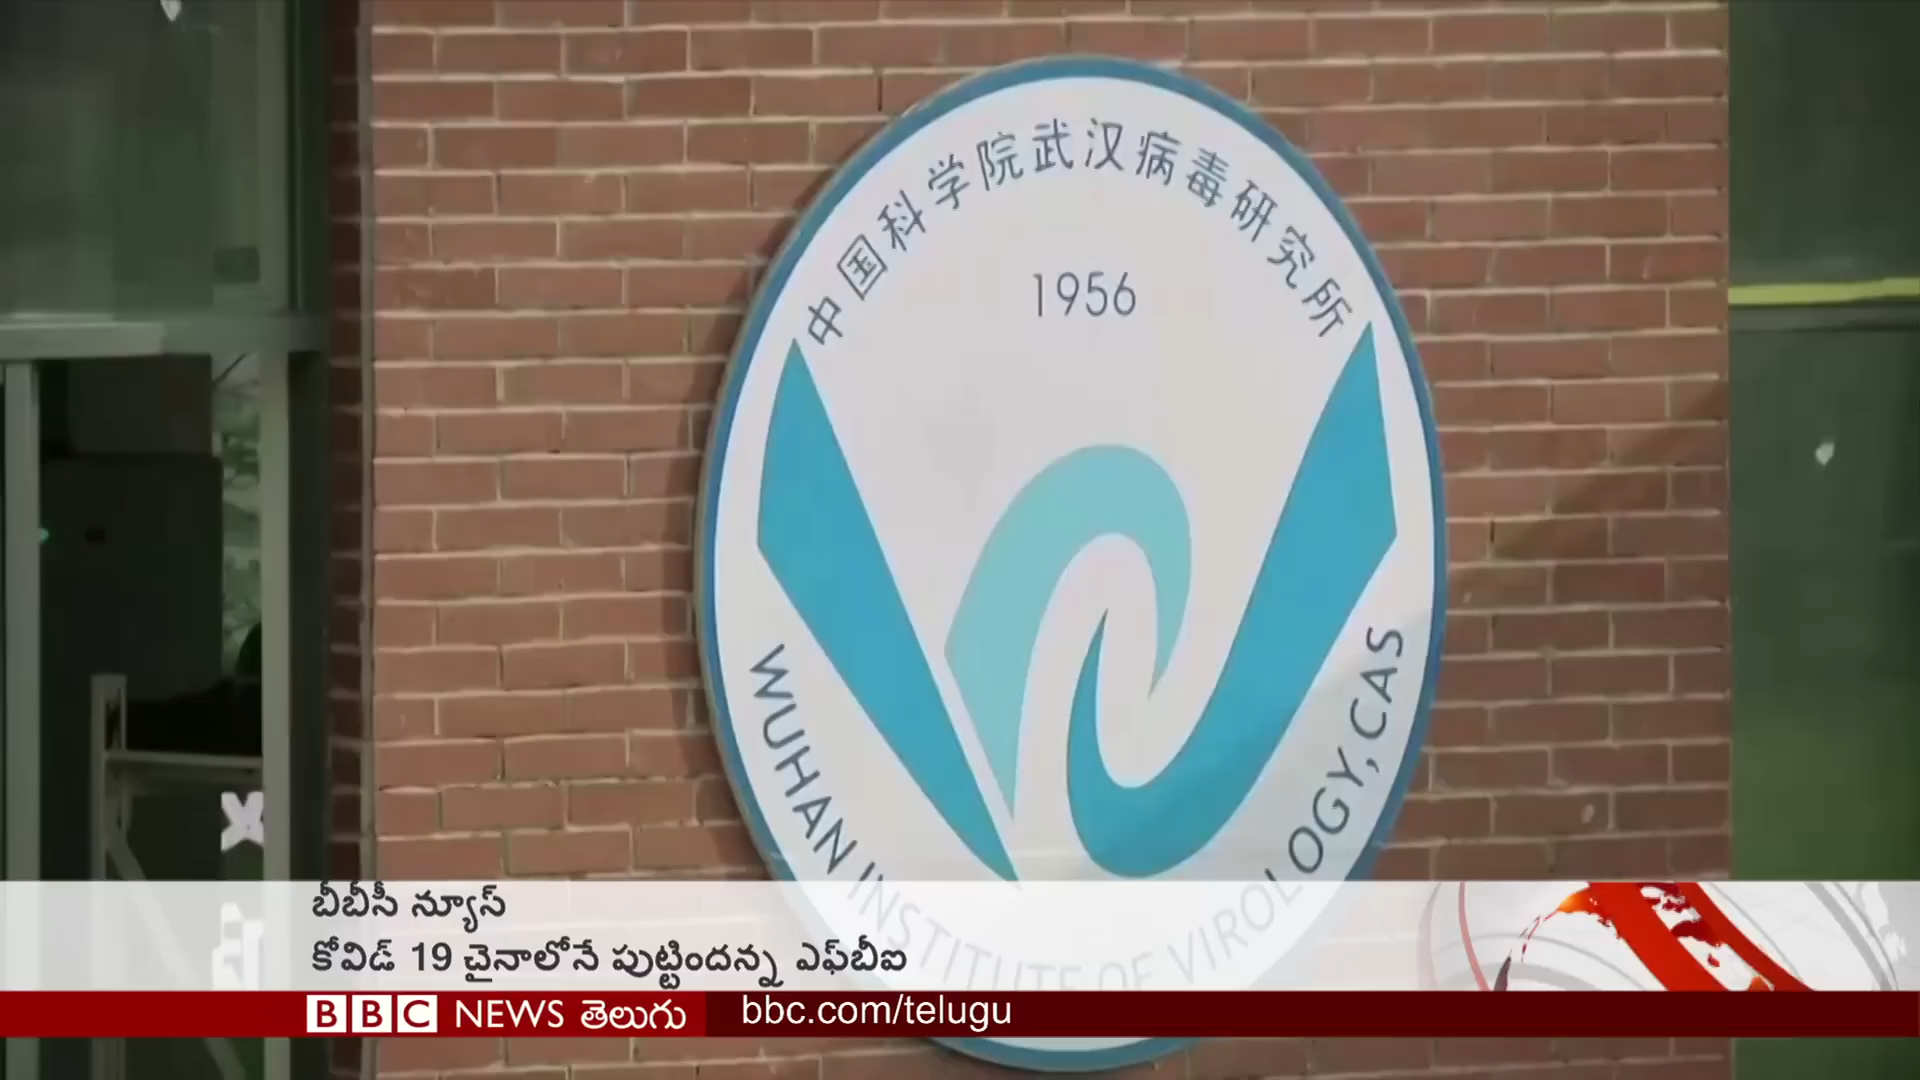 中国科学院武汉病毒研究所
1956
WUHAN INSTITUTE OF VIROLOGY, CAS
బీబీసీ న్యూస్
కోవిడ్ 19 చైనాలోనే పుట్టిందన్న ఎఫ్‌బీఐ
BBC NEWS తెలుగు bbc.com/telugu